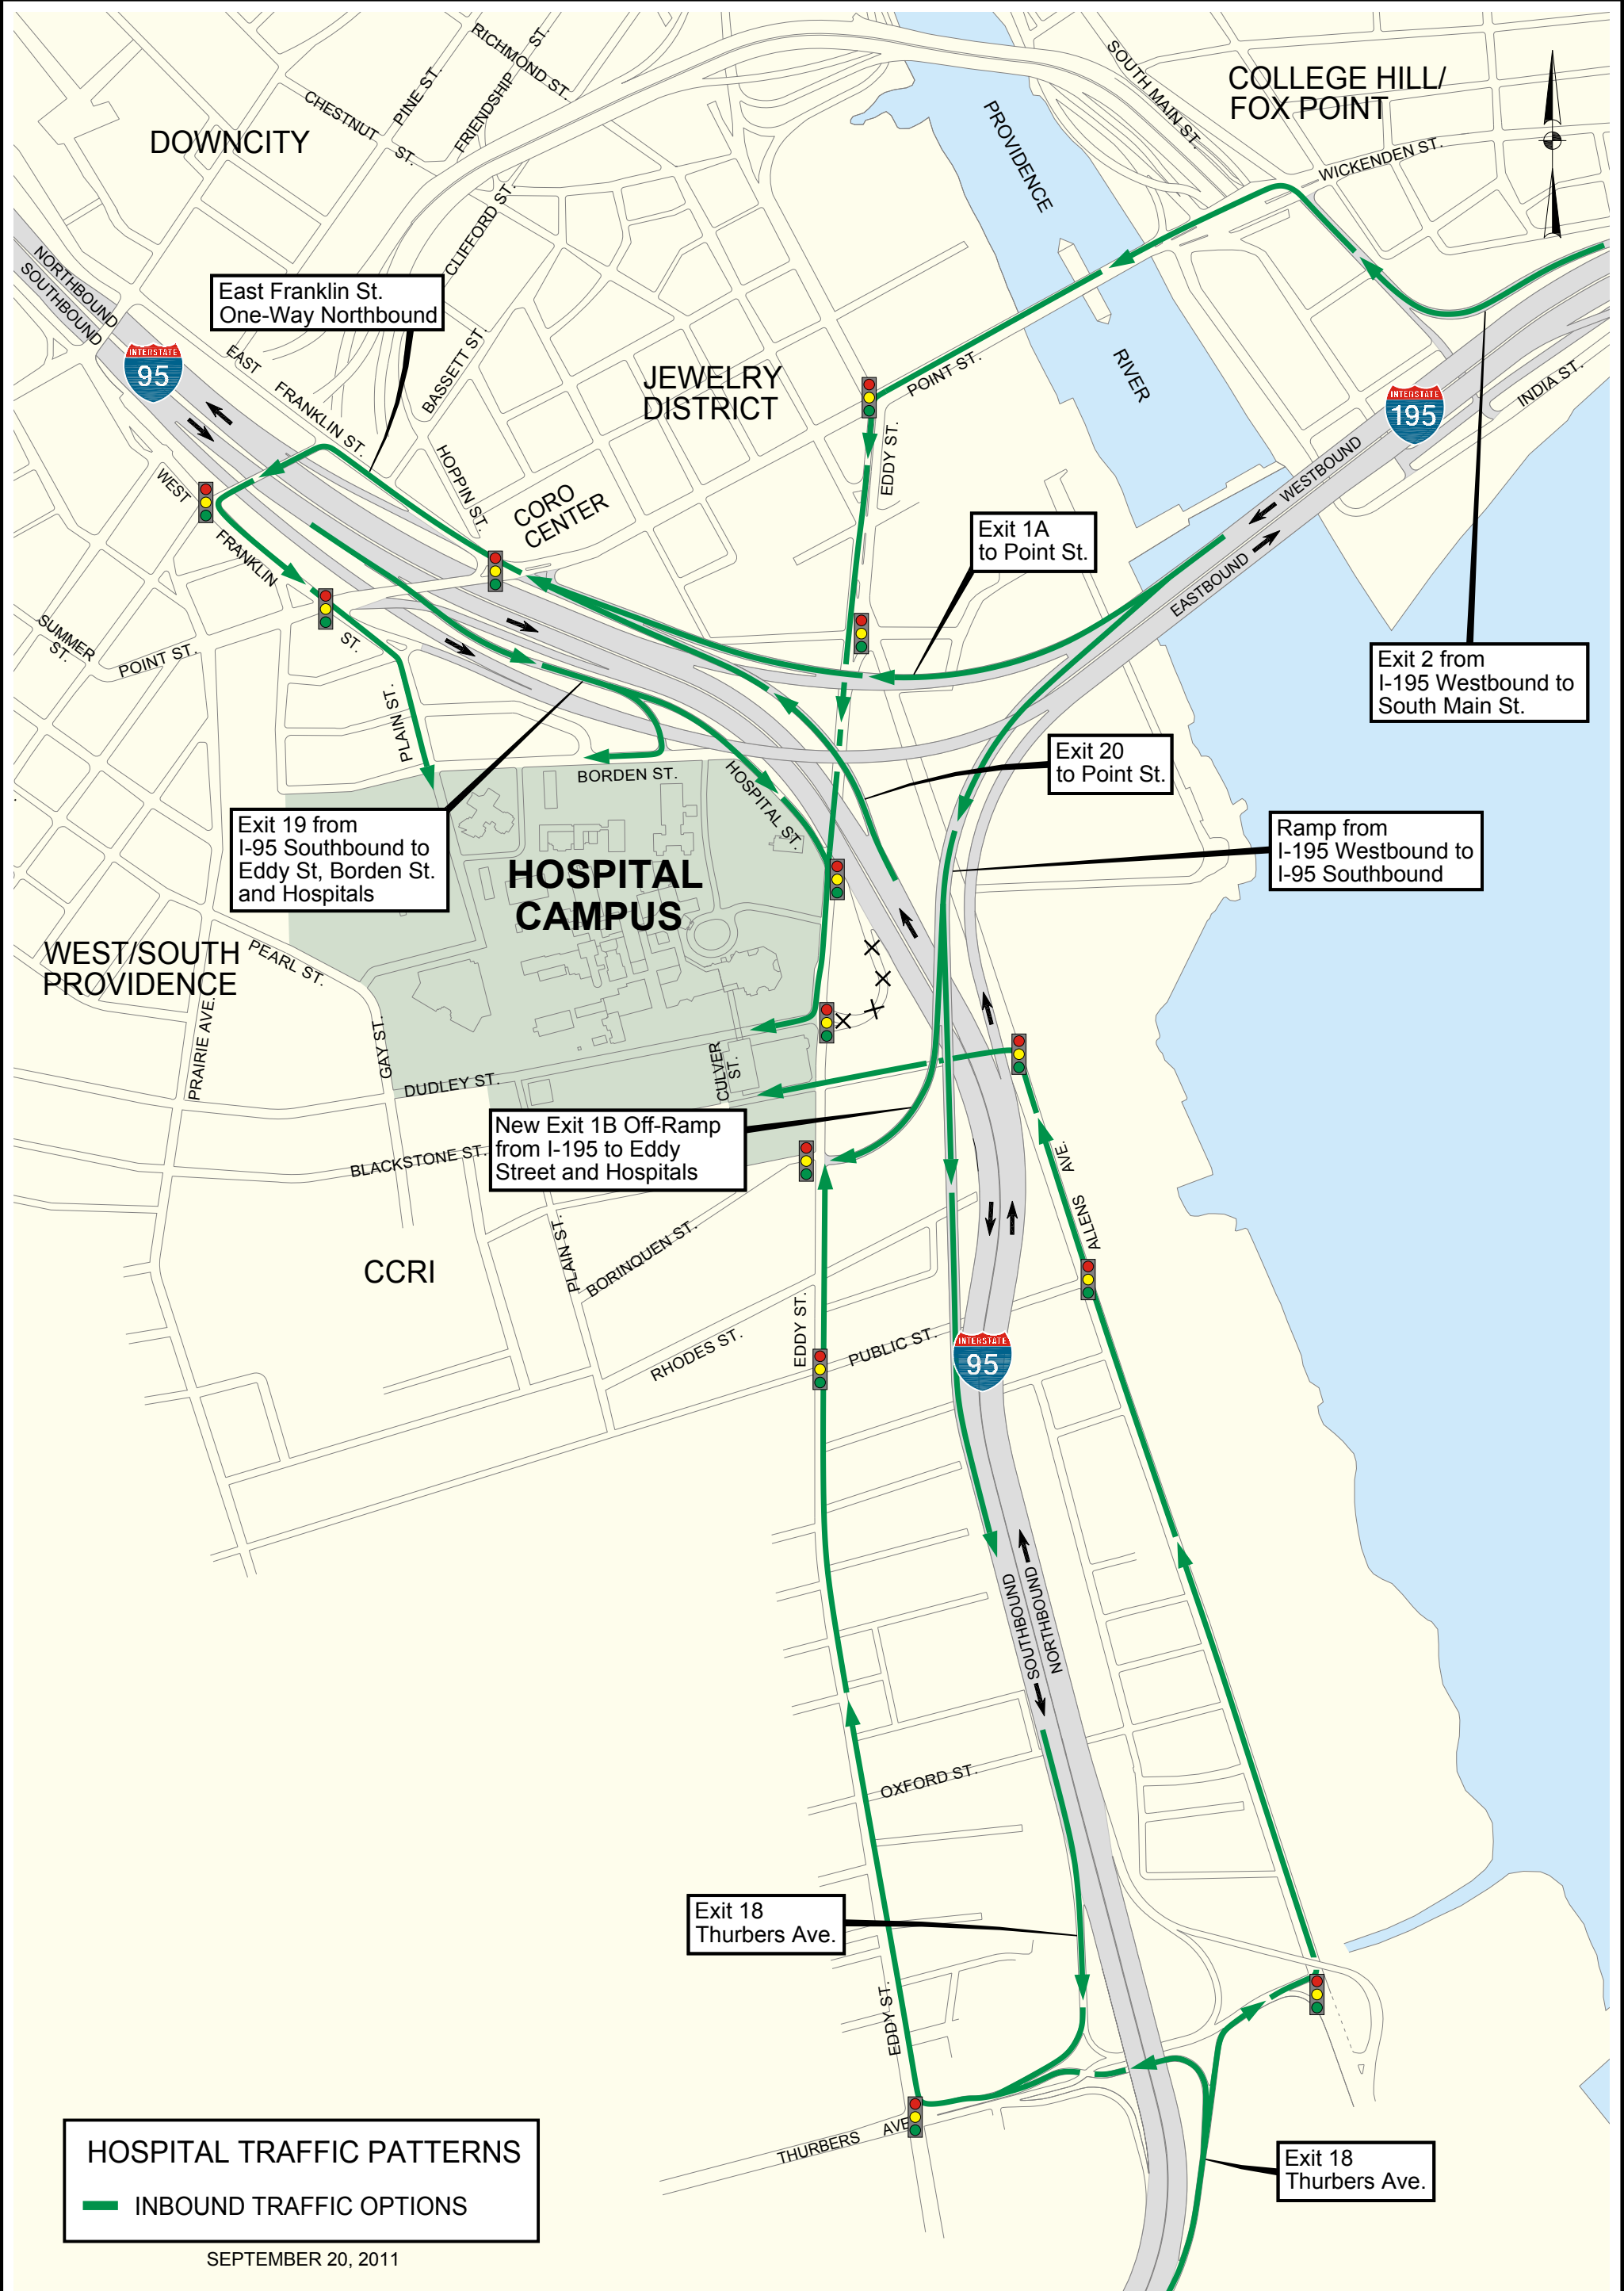 RICHMOND ST.
ST.
FRIENDSHIP
PINE ST.
CHESTNUT
ST.
DOWNCITY
CLIFFORD ST.
SOUTH MAIN ST.
COLLEGE HILL/
FOX POINT
WICKENDEN ST.
PROVIDENCE
RIVER
NORTHBOUND
SOUTHBOUND
East Franklin St.
One-Way Northbound
INTERSTATE
95
EAST
FRANKLIN ST.
BASSETT ST.
HOPPIN ST.
JEWELRY
DISTRICT
POINT ST.
EDDY ST.
INTERSTATE
195
INDIA ST.
WESTBOUND
EASTBOUND
WEST
FRANKLIN
ST.
CORO
CENTER
Exit 1A
to Point St.
SUMMER
ST.
POINT ST.
PLAIN ST.
Exit 2 from
I-195 Westbound to
South Main St.
Exit 20
to Point St.
BORDEN ST.
HOSPITAL ST.
Exit 19 from
I-95 Southbound to
Eddy St, Borden St.
and Hospitals
Ramp from
I-195 Westbound to
I-95 Southbound
HOSPITAL
CAMPUS
WEST/SOUTH
PROVIDENCE
PEARL ST.
PRAIRIE AVE.
GAY ST.
DUDLEY ST.
CULVER
ST.
New Exit 1B Off-Ramp
from I-195 to Eddy
Street and Hospitals
BLACKSTONE ST.
AVE.
ALLENS
CCRI
PLAIN ST.
BORINQUEN ST.
RHODES ST.
EDDY ST.
PUBLIC ST.
INTERSTATE
95
SOUTHBOUND
NORTHBOUND
OXFORD ST.
Exit 18
Thurbers Ave.
EDDY ST.
THURBERS AVE
Exit 18
Thurbers Ave.
HOSPITAL TRAFFIC PATTERNS
INBOUND TRAFFIC OPTIONS
SEPTEMBER 20, 2011